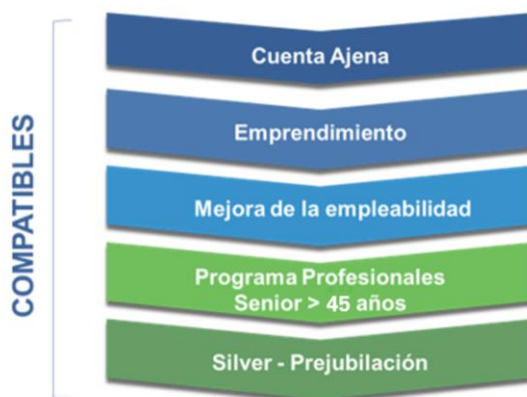 COMPATIBLES
Cuenta Ajena
Emprendimiento
Mejora de la empleabilidad
Programa Profesionales
Senior > 45 años
Silver - Prejubilación